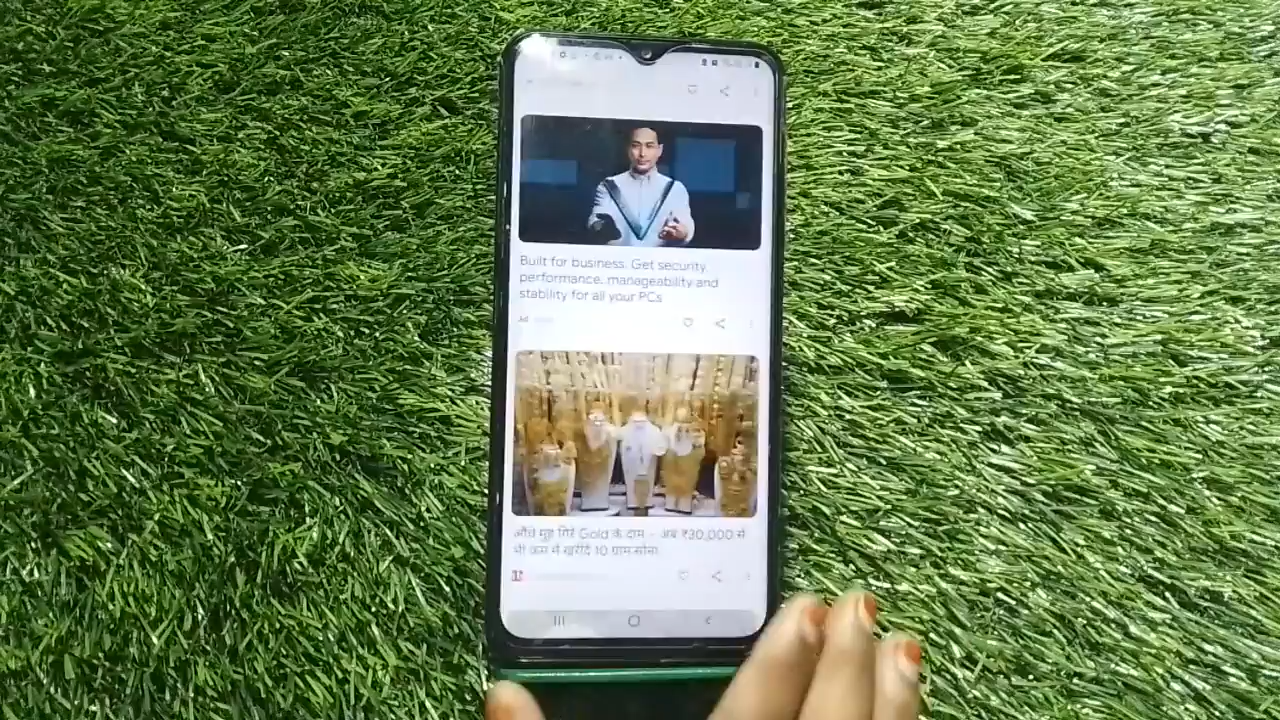 Built for business. Get security,
performance, manageability and
stability for all your PCs
Ad
औंधे मुंह गिरे Gold के दाम - अब ₹30,000 से
भी कम में खरीदें 10 ग्राम सोना